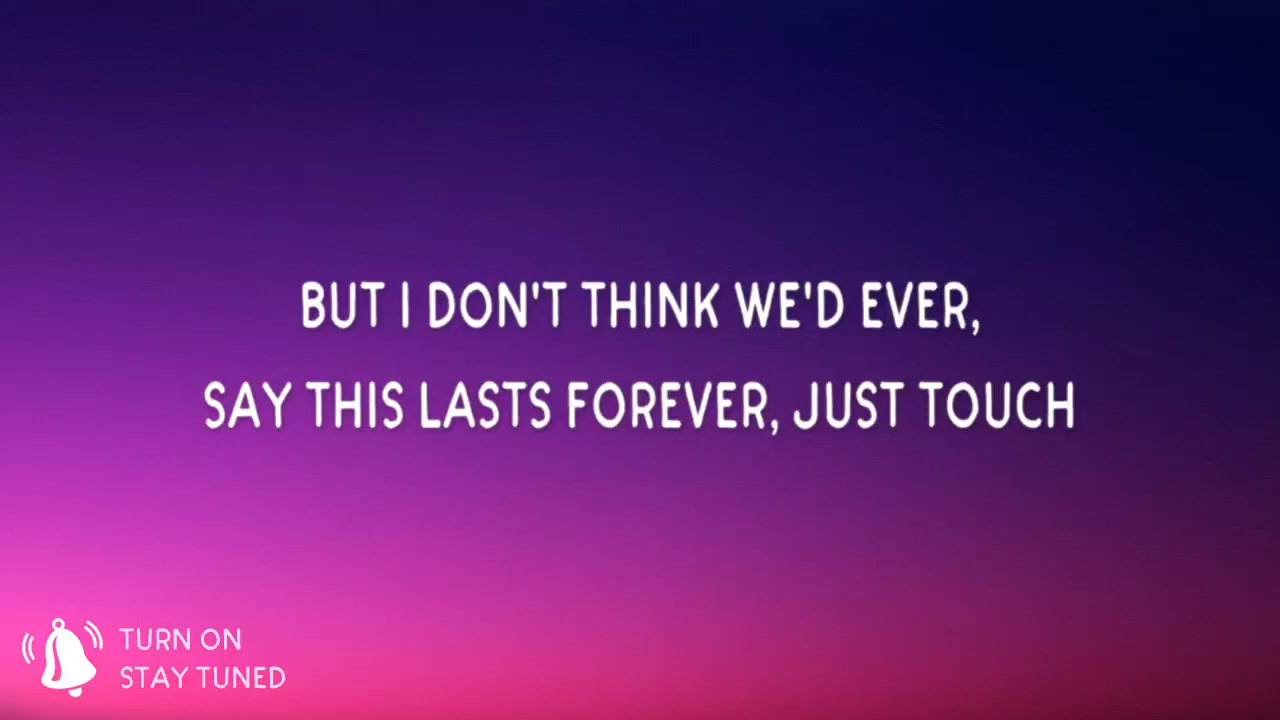 BUT I DON'T THINK WE'D EVER,
SAY THIS LASTS FOREVER, JUST TOUCH
TURN ON
STAY TUNED